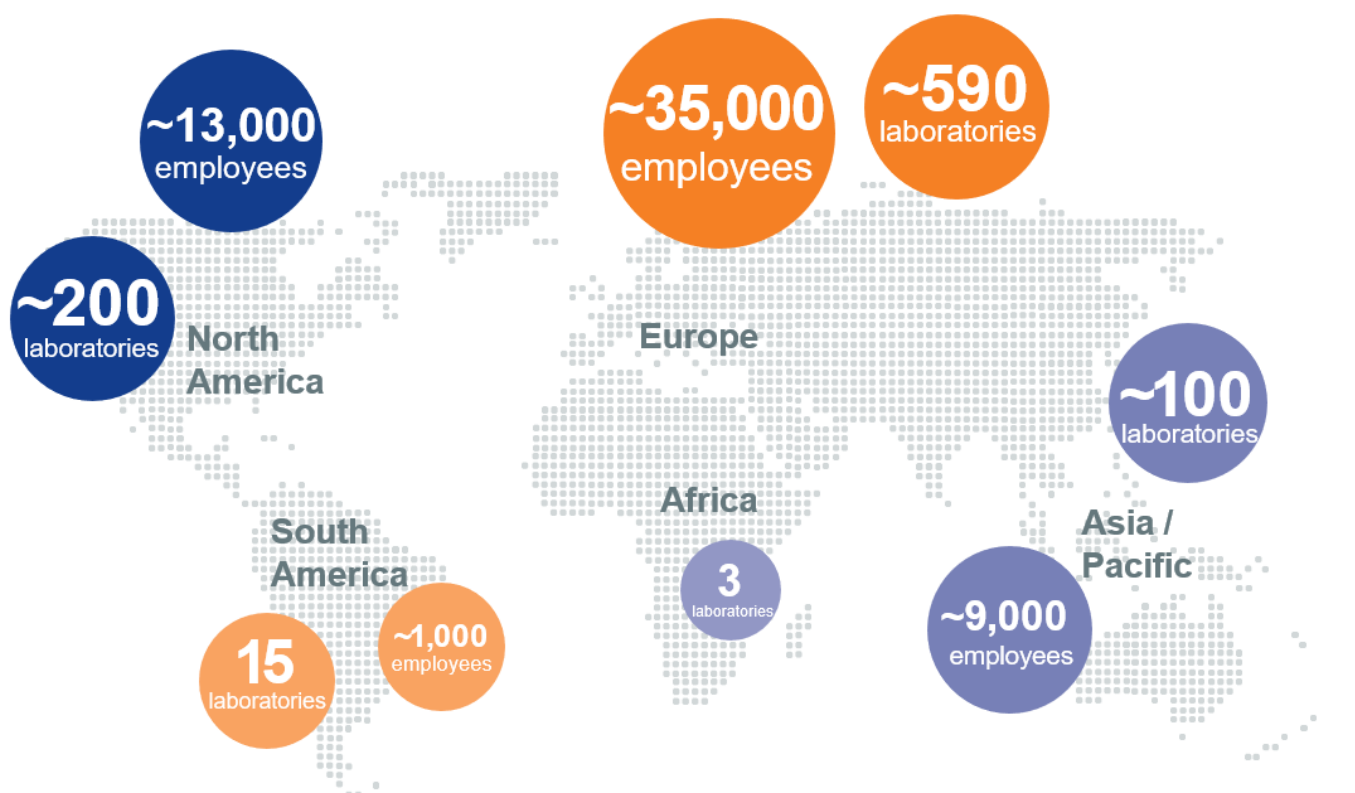 ~13,000
employees
~200
laboratories
North
America
~35,000
employees
~590
laboratories
Europe
~100
laboratories
Africa
3
laboratories
Asia /
Pacific
~9,000
employees
South
America
15
laboratories
~1,000
employees